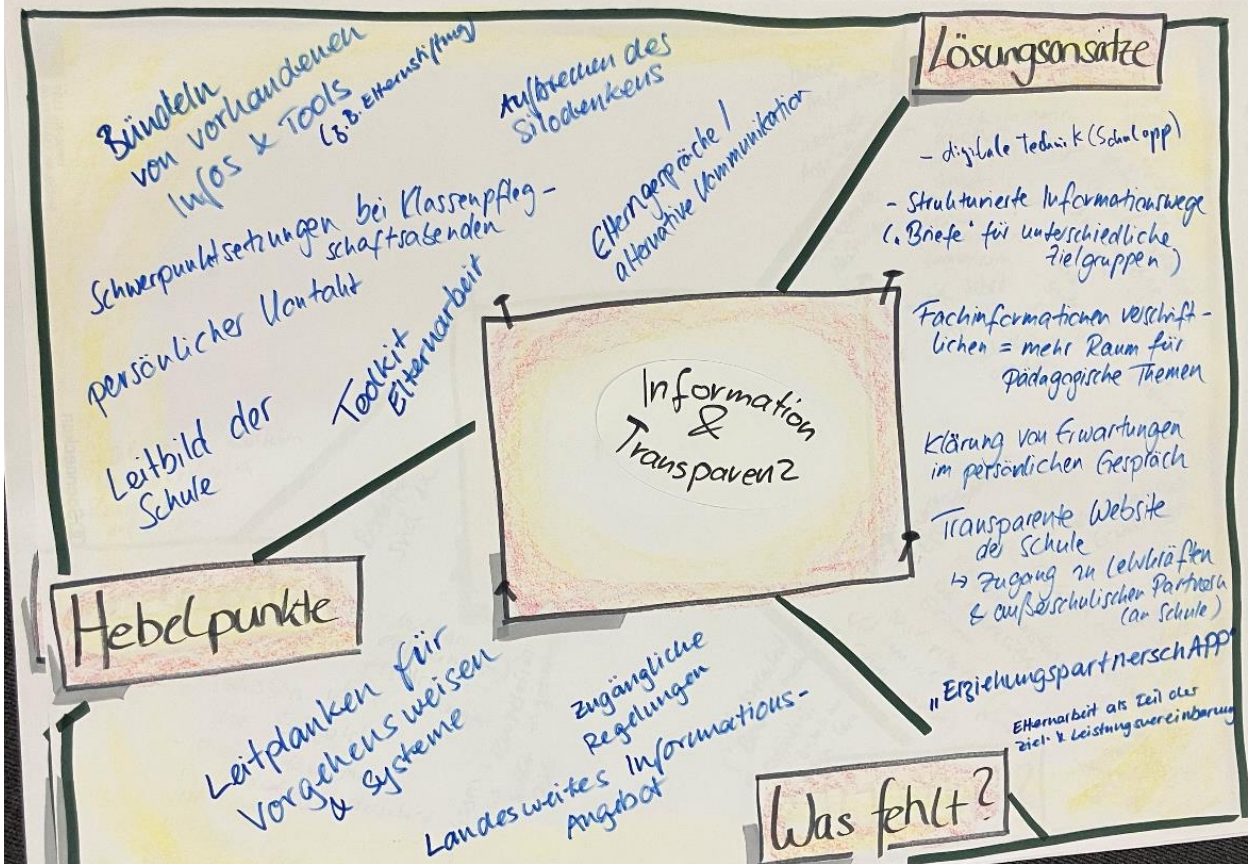 Information
&
Transparenz
Hebelpunkte
Bündeln
von vorhandenen
Infos & Tools
(z.B. Elternstiftung)
Aufbrechen des
Silodenkens
Schwerpunktsetzungen bei Klassenpfleg-
schaftsabenden
Elterngespräche /
alternative Kommunikation
persönlicher Kontakt
Toolkit
Elternarbeit
Leitbild der
Schule
Lösungsansätze
- digitale Technik (Schulapp)
- Strukturierte Informationswege
(„Briefe“ für unterschiedliche
Zielgruppen)
Fachinformationen verschrift-
lichen = mehr Raum für
Pädagogische Themen
Klärung von Erwartungen
im persönlichen Gespräch
Transparente Website
der Schule
↳ Zugang zu Lehrkräften
& außerschulischen Partnern
(an Schule)
„ErziehungspartnerschAPP“
Elternarbeit als Teil der
Ziel- & Leistungsvereinbarung
Was fehlt?
Leitplanken für
Vorgehensweisen
& Systeme
Zugängliche
Regelungen
Landesweites Informations-
Angebot